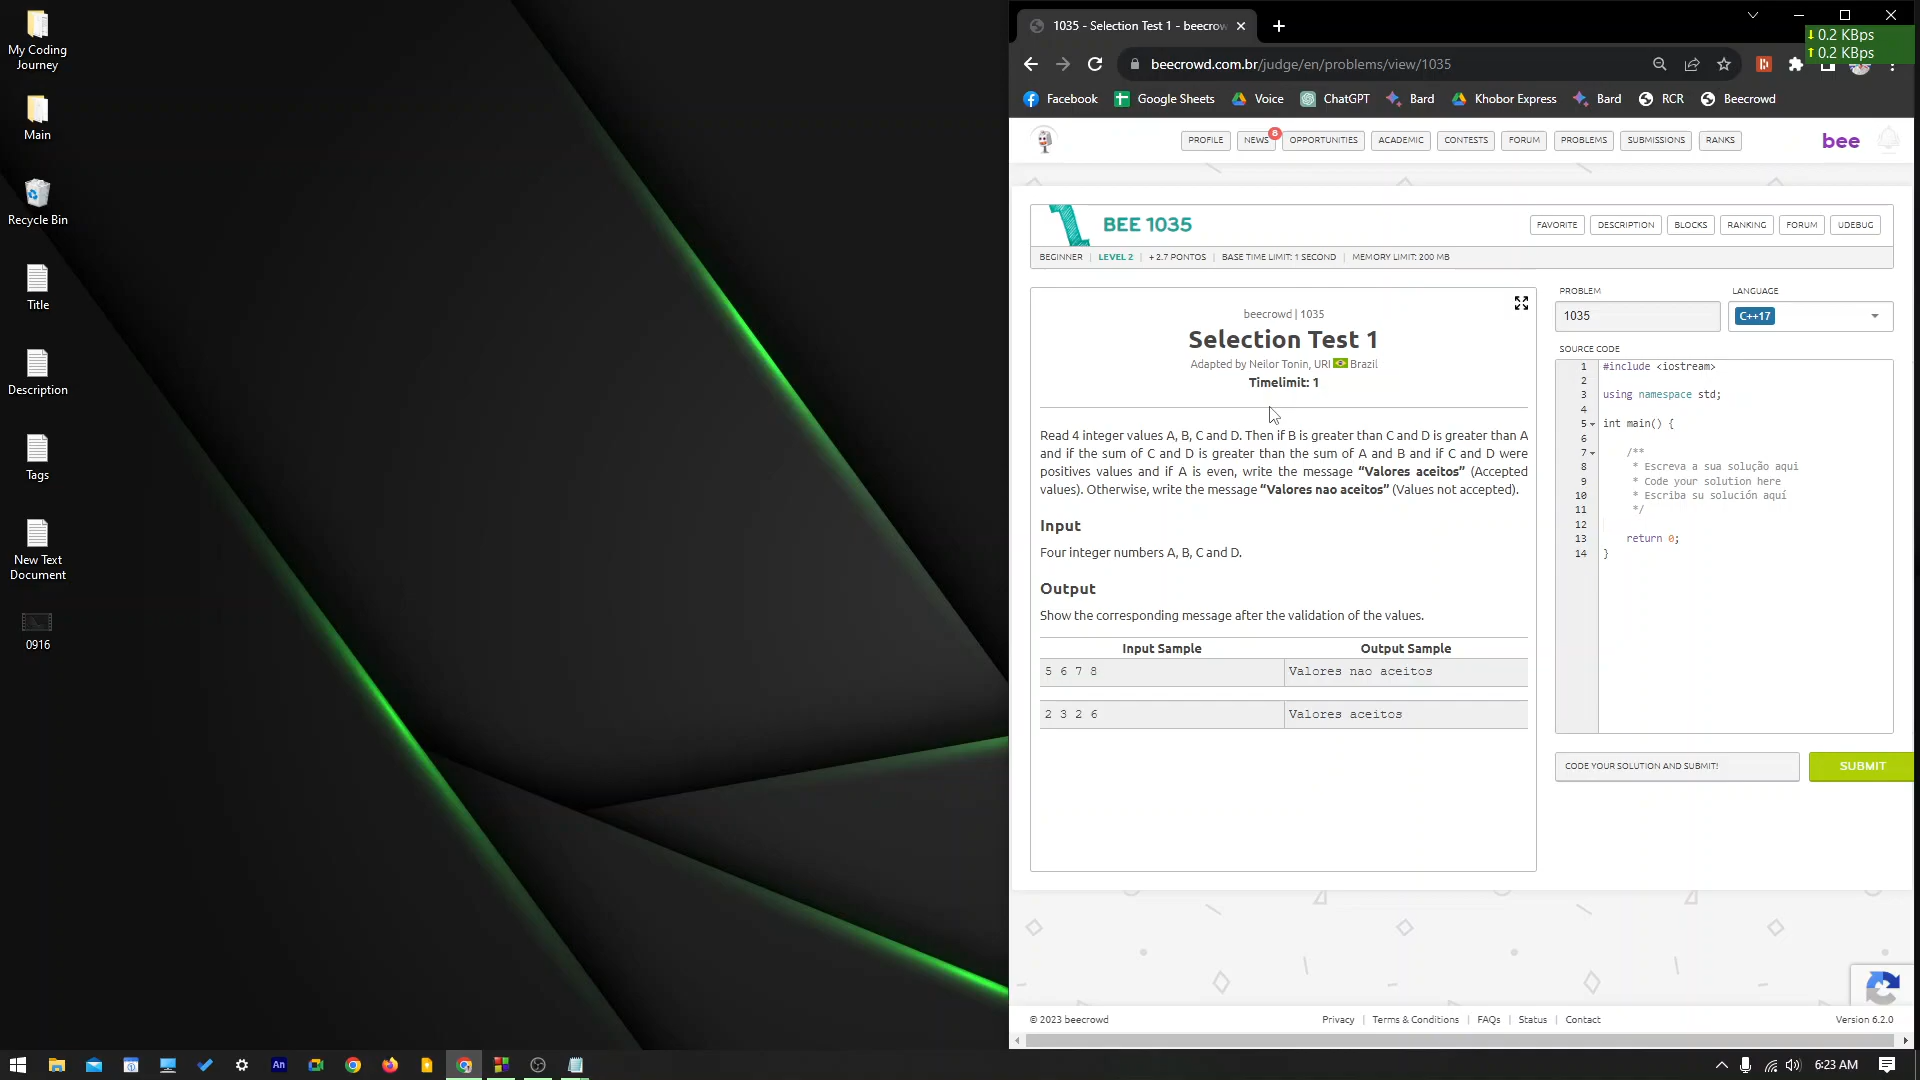 My Coding
Journey
Main
Recycle Bin
Title
Description
Tags
New Text
Document
0916
1035 - Selection Test 1 - beecrow
0.2 KBps
0.2 KBps
beecrowd.com.br/judge/en/problems/view/1035
Facebook Google Sheets Voice ChatGPT Bard Khobor Express Bard RCR Beecrowd
PROFILE NEWS 8 OPPORTUNITIES ACADEMIC CONTESTS FORUM PROBLEMS SUBMISSIONS RANKS bee
BEE 1035 FAVORITE DESCRIPTION BLOCKS RANKING FORUM UDEBUG
BEGINNER | LEVEL 2 | + 2.7 PONTOS | BASE TIME LIMIT: 1 SECOND | MEMORY LIMIT: 200 MB
beecrowd | 1035
Selection Test 1
Adapted by Neilor Tonin, URI Brazil
Timelimit: 1
Read 4 integer values A, B, C and D. Then if B is greater than C and D is greater than A
and if the sum of C and D is greater than the sum of A and B and if C and D were
positives values and if A is even, write the message “Valores aceitos” (Accepted
values). Otherwise, write the message “Valores nao aceitos” (Values not accepted).
Input
Four integer numbers A, B, C and D.
Output
Show the corresponding message after the validation of the values.
Input Sample Output Sample
5 6 7 8 Valores nao aceitos
2 3 2 6 Valores aceitos
PROBLEM LANGUAGE
1035 C++17
SOURCE CODE
1 #include <iostream>
2
3 using namespace std;
4
5 int main() {
6
7 /**
8 * Escreva a sua solução aqui
9 * Code your solution here
10 * Escriba su solución aquí
11 */
12
13 return 0;
14 }
CODE YOUR SOLUTION AND SUBMIT! SUBMIT
© 2023 beecrowd Privacy | Terms & Conditions | FAQs | Status | Contact Version 6.2.0
An
6:23 AM